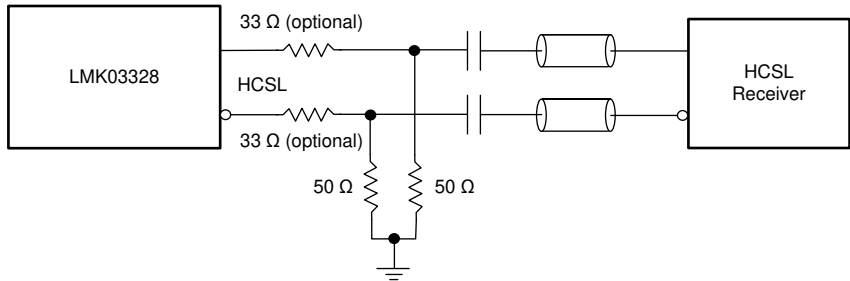 33 Ω (optional)
LMK03328
HCSL
HCSL
Receiver
33 Ω (optional)
50 Ω
50 Ω